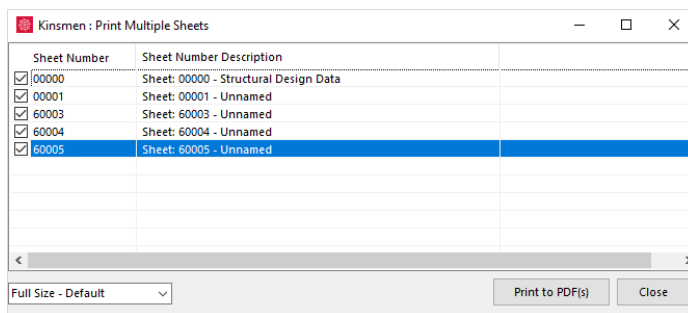 Kinsmen : Print Multiple Sheets
Sheet Number Sheet Number Description
00000 Sheet: 00000 - Structural Design Data
00001 Sheet: 00001 - Unnamed
60003 Sheet: 60003 - Unnamed
60004 Sheet: 60004 - Unnamed
60005 Sheet: 60005 - Unnamed
Full Size - Default Print to PDF(s) Close